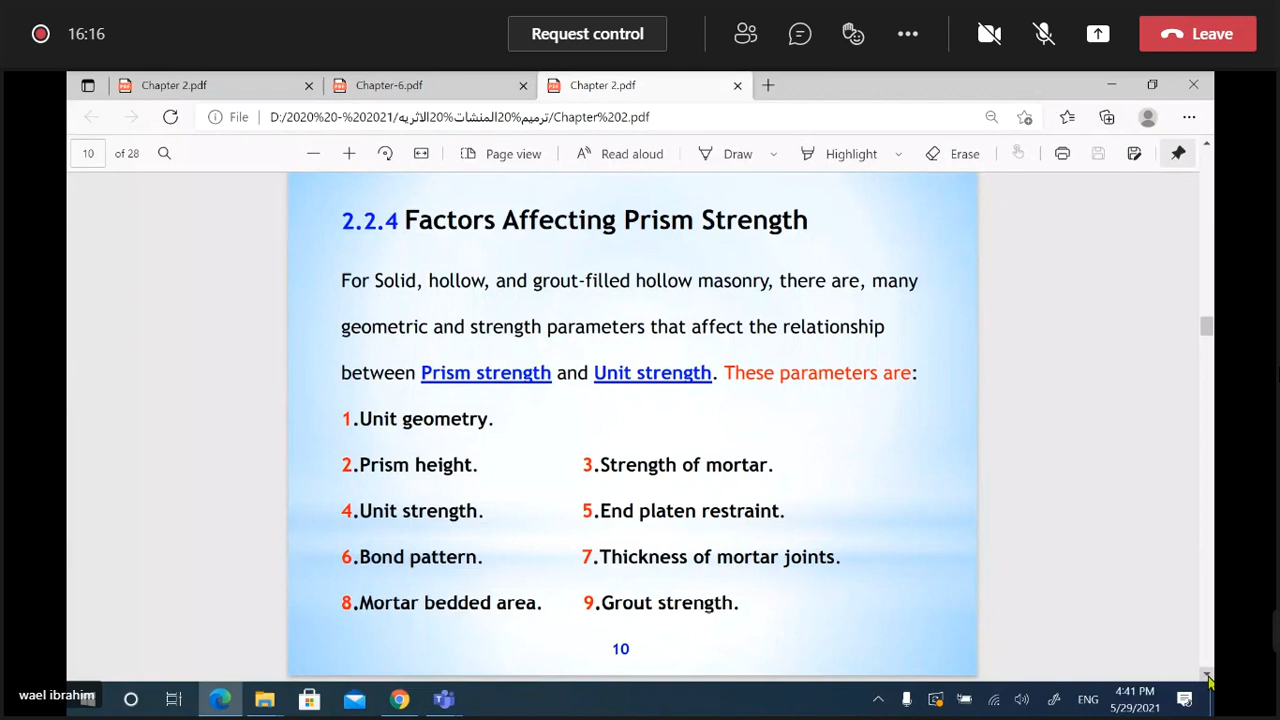 16:16
Request control
Leave
Chapter 2.pdf
Chapter-6.pdf
Chapter 2.pdf
File
D:/2020%20-%202021/ترميم%20المنشات%20الاثريه/Chapter%202.pdf
10
of 28
Page view
Read aloud
Draw
Highlight
Erase
2.2.4 Factors Affecting Prism Strength
For Solid, hollow, and grout-filled hollow masonry, there are, many
geometric and strength parameters that affect the relationship
between Prism strength and Unit strength. These parameters are:
1.Unit geometry.
2.Prism height. 3.Strength of mortar.
4.Unit strength. 5.End platen restraint.
6.Bond pattern. 7.Thickness of mortar joints.
8.Mortar bedded area. 9.Grout strength.
10
wael ibrahim
ENG
4:41 PM
5/29/2021